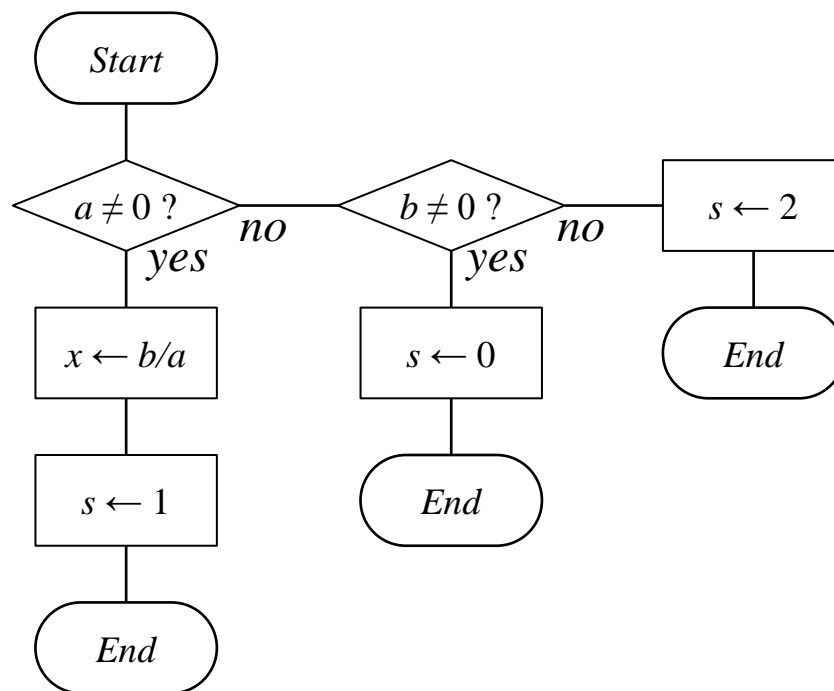 Start
a ≠ 0 ?
no
yes
b ≠ 0 ?
no
yes
s ← 2
x ← b/a
s ← 0
End
s ← 1
End
End